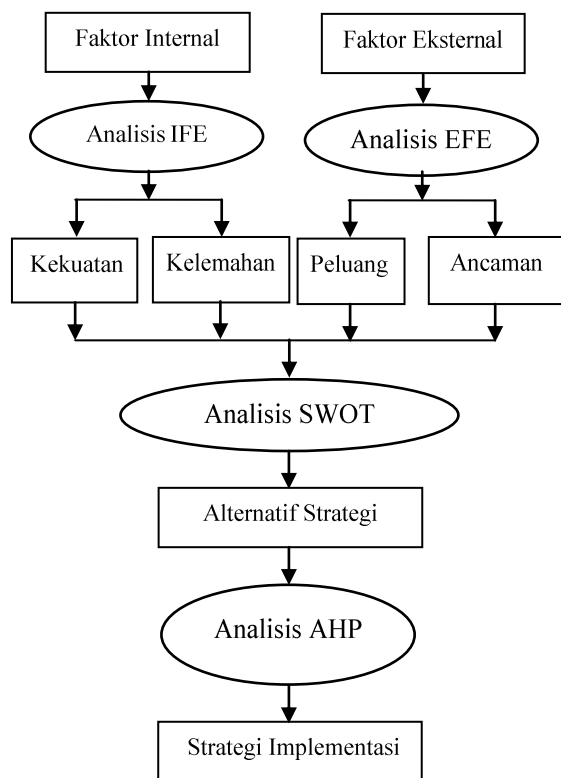 Faktor Internal
Faktor Eksternal
Analisis IFE
Analisis EFE
Kekuatan
Kelemahan
Peluang
Ancaman
Analisis SWOT
Alternatif Strategi
Analisis AHP
Strategi Implementasi